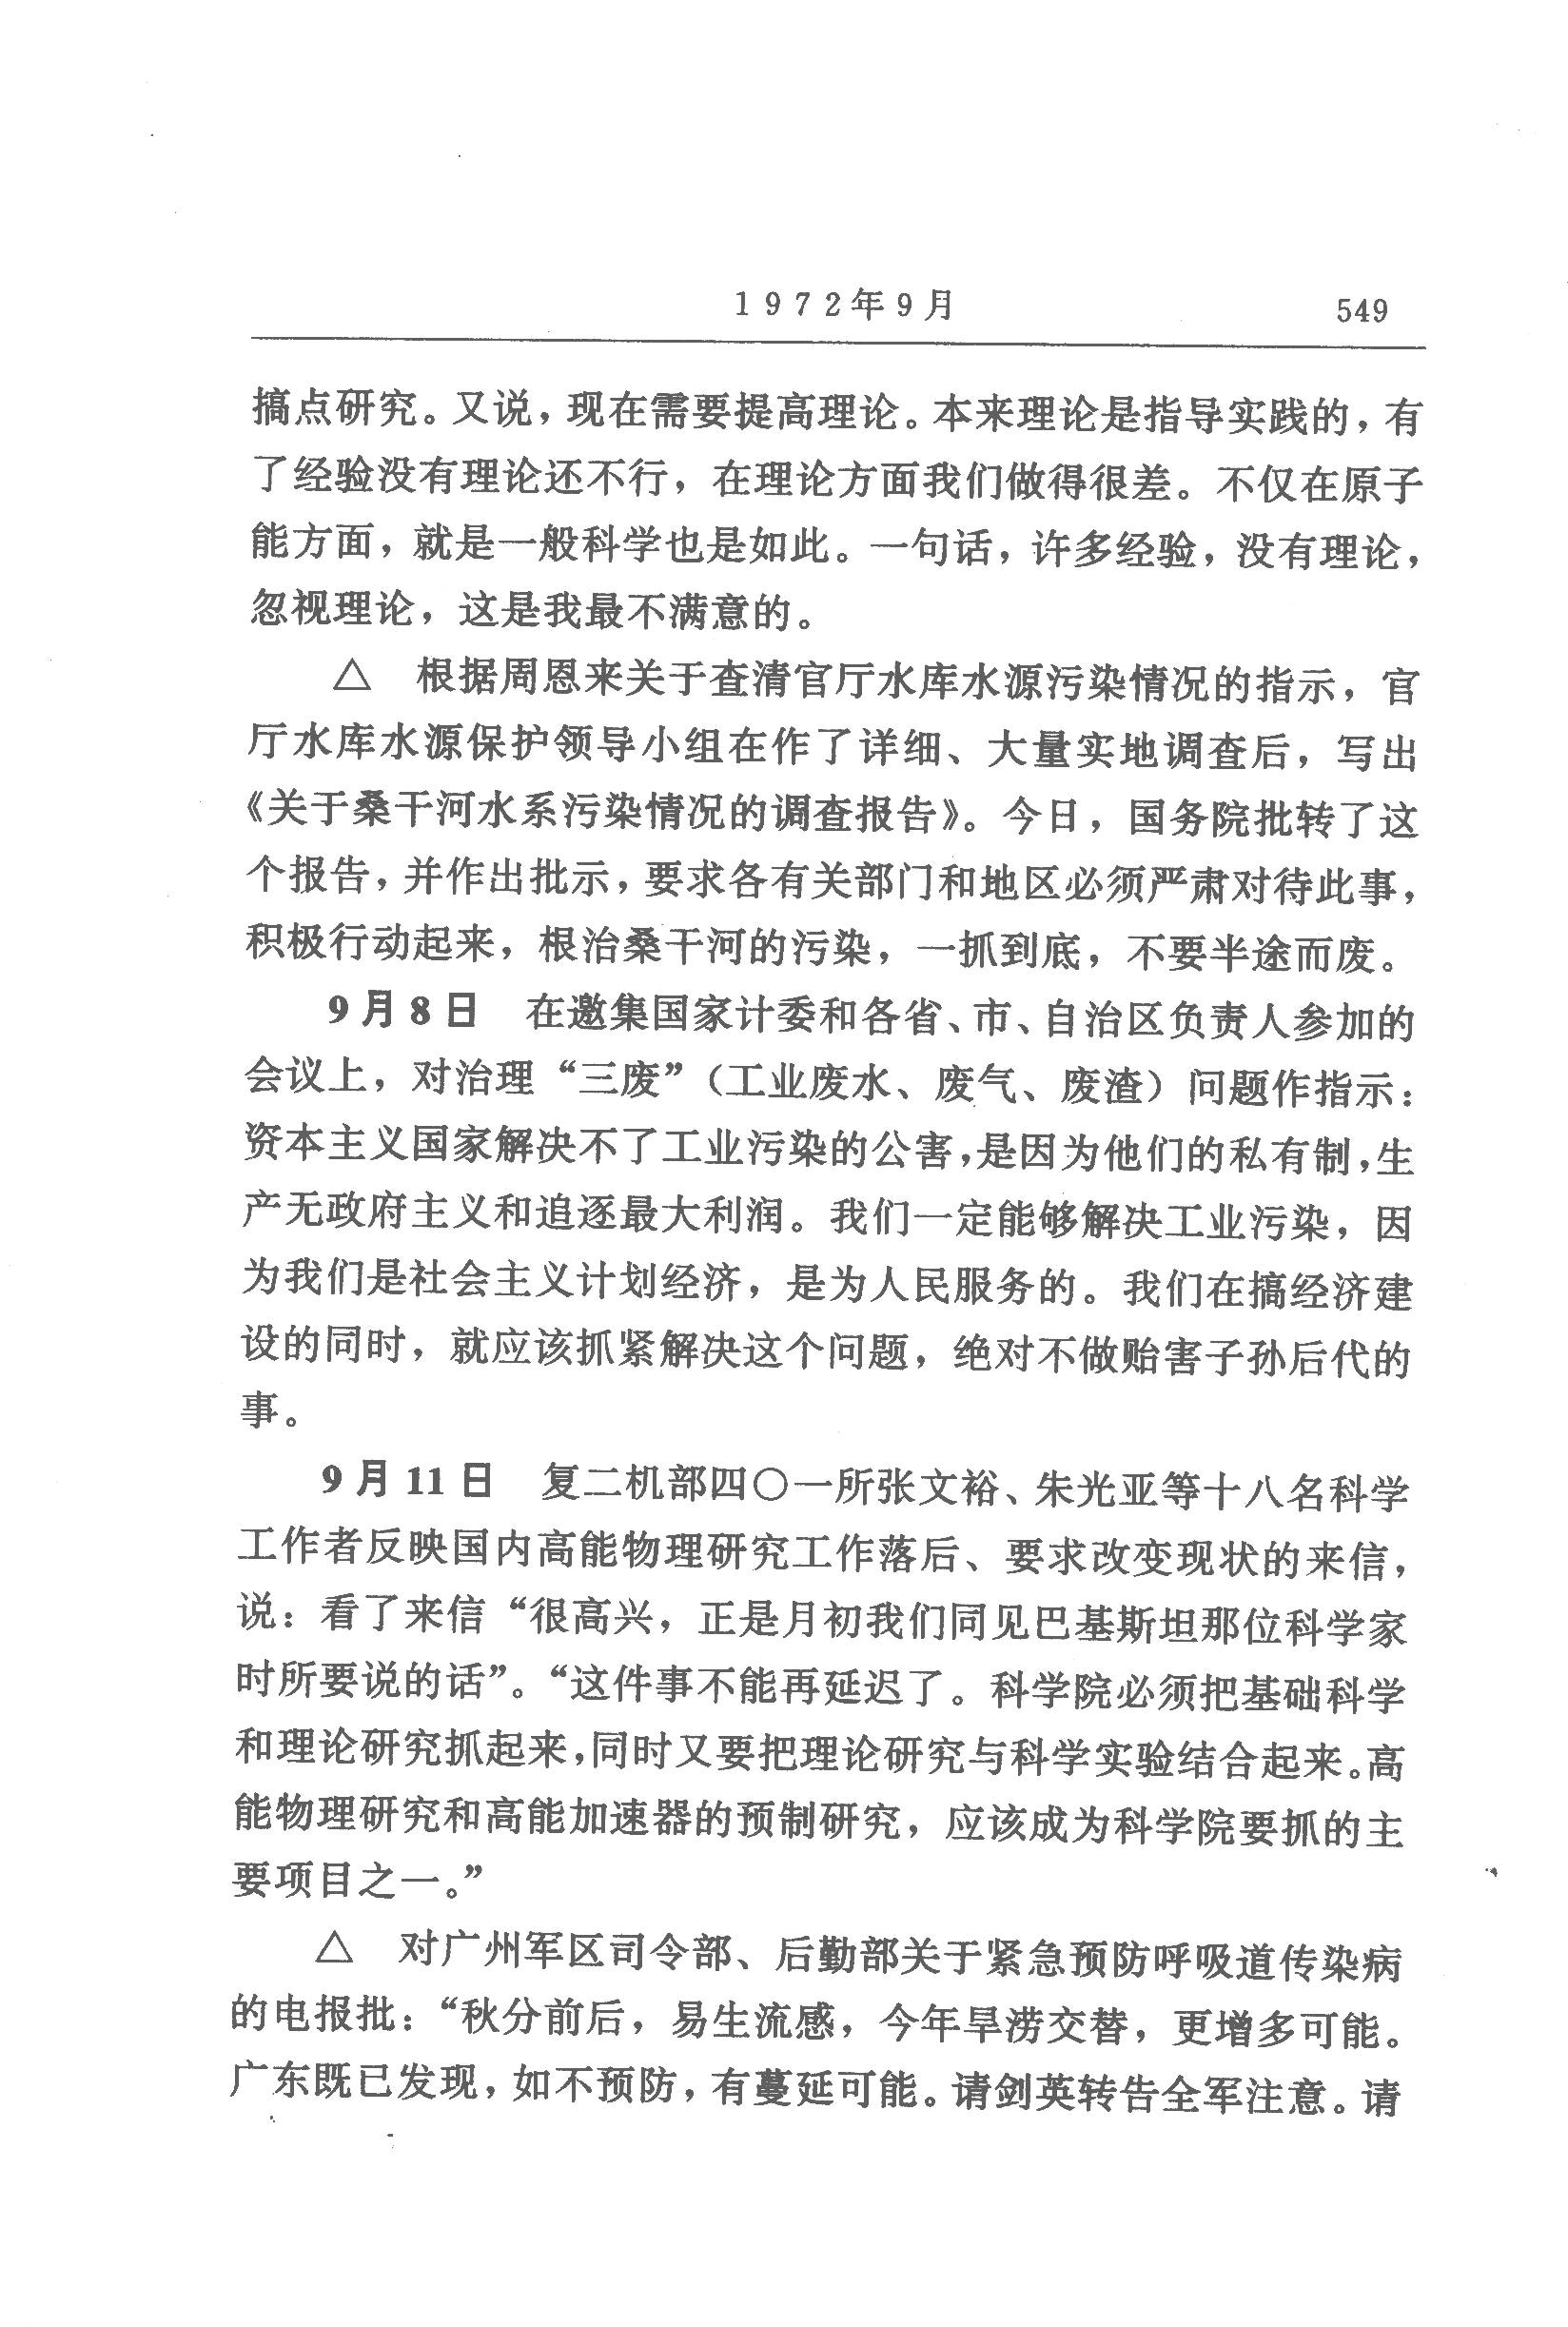 1972年9月 549
搞点研究。又说，现在需要提高理论。本来理论是指导实践的，有
了经验没有理论还不行，在理论方面我们做得很差。不仅在原子
能方面，就是一般科学也是如此。一句话，许多经验，没有理论，
忽视理论，这是我最不满意的。
△　根据周恩来关于查清官厅水库水源污染情况的指示，官
厅水库水源保护领导小组在作了详细、大量实地调查后，写出
《关于桑干河水系污染情况的调查报告》。今日，国务院批转了这
个报告，并作出批示，要求各有关部门和地区必须严肃对待此事，
积极行动起来，根治桑干河的污染，一抓到底，不要半途而废。
9月8日　在邀集国家计委和各省、市、自治区负责人参加的
会议上，对治理“三废”（工业废水、废气、废渣）问题作指示：
资本主义国家解决不了工业污染的公害，是因为他们的私有制，生
产无政府主义和追逐最大利润。我们一定能够解决工业污染，因
为我们是社会主义计划经济，是为人民服务的。我们在搞经济建
设的同时，就应该抓紧解决这个问题，绝对不做贻害子孙后代的
事。
9月11日　复二机部四〇一所张文裕、朱光亚等十八名科学
工作者反映国内高能物理研究工作落后、要求改变现状的来信，
说：看了来信“很高兴，正是月初我们同见巴基斯坦那位科学家
时所要说的话”。“这件事不能再延迟了。科学院必须把基础科学
和理论研究抓起来，同时又要把理论研究与科学实验结合起来。高
能物理研究和高能加速器的预制研究，应该成为科学院要抓的主
要项目之一。”
△　对广州军区司令部、后勤部关于紧急预防呼吸道传染病
的电报批：“秋分前后，易生流感，今年旱涝交替，更增多可能。
广东既已发现，如不预防，有蔓延可能。请剑英转告全军注意。请